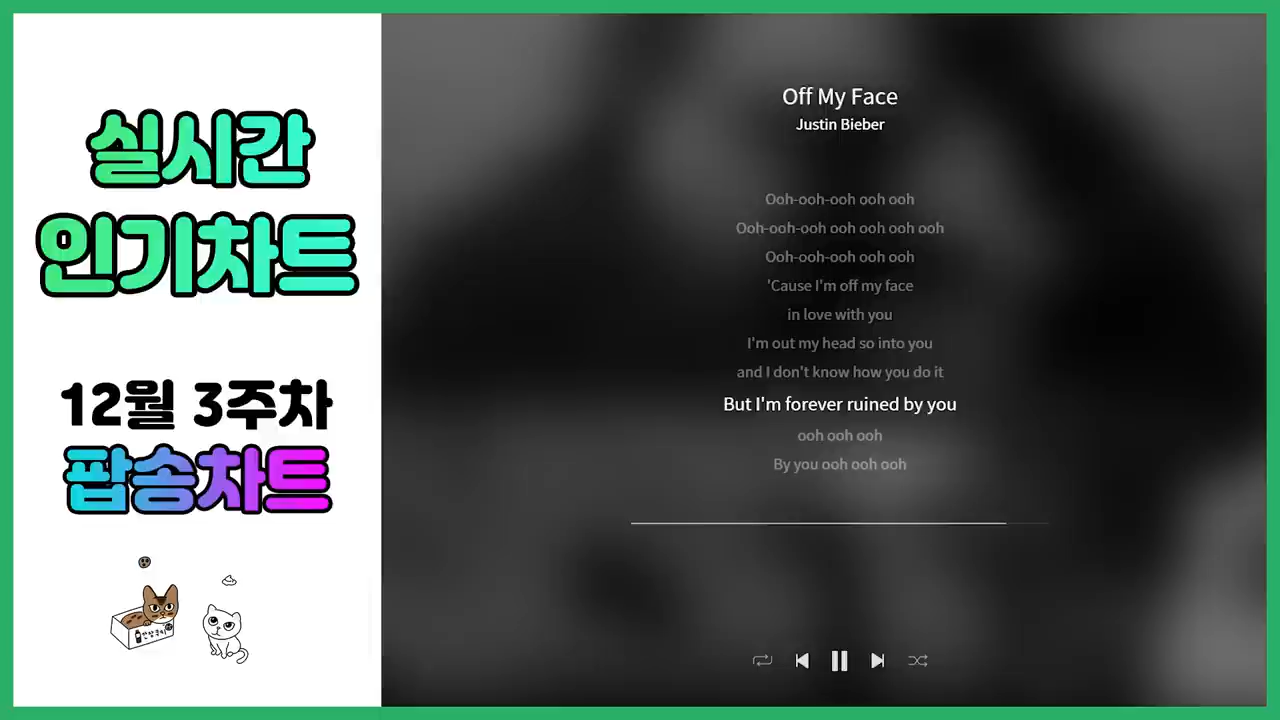 실시간
인기차트
12월 3주차
팝송차트
Off My Face
Justin Bieber
Ooh-ooh-ooh ooh ooh
Ooh-ooh-ooh ooh ooh ooh ooh
Ooh-ooh-ooh ooh ooh
'Cause I'm off my face
in love with you
I'm out my head so into you
and I don't know how you do it
But I'm forever ruined by you
ooh ooh ooh
By you ooh ooh ooh